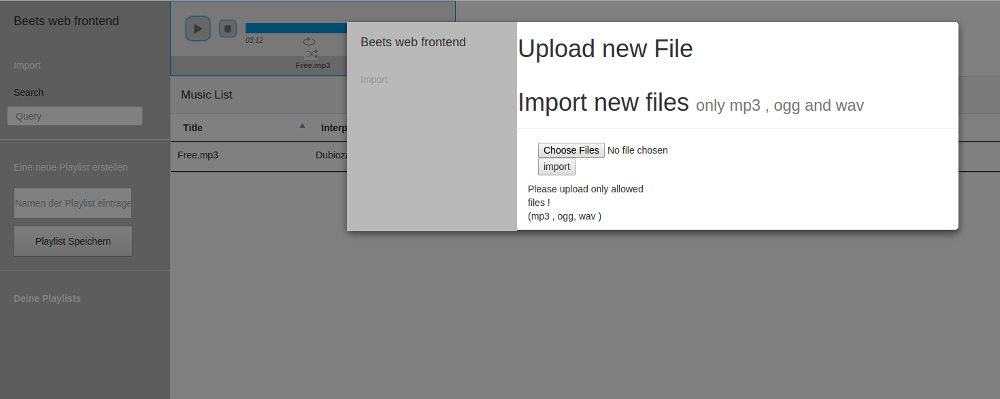 Beets web frontend
Import
Search
Query
Eine neue Playlist erstellen
Namen der Playlist eintrage
Playlist Speichern
Deine Playlists
03:12
Free.mp3
Music List
Title Interp
Free.mp3 Dubioza
Beets web frontend
Import
Upload new File
Import new files only mp3 , ogg and wav
Choose Files No file chosen
import
Please upload only allowed
files !
(mp3 , ogg, wav )